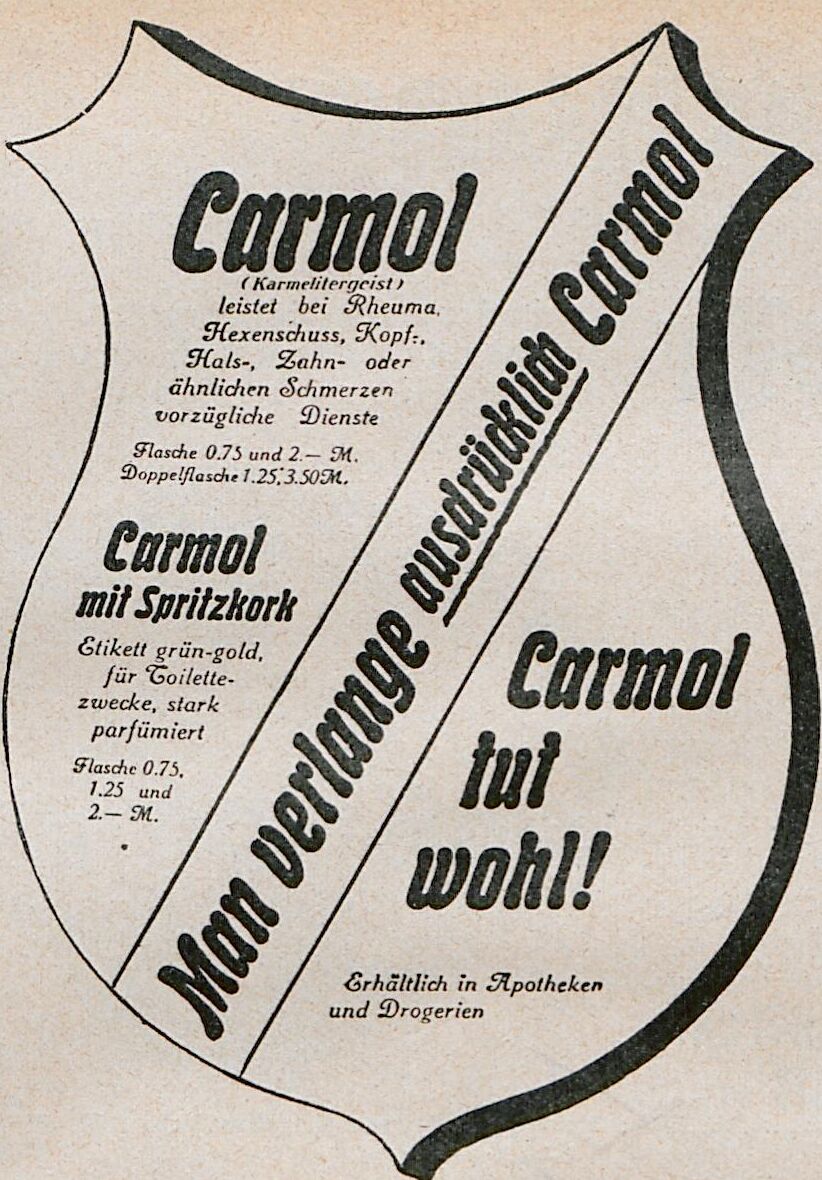 Carmol
(Karmelitergeist)
leistet bei Rheuma,
Hexenschuss, Kopf-,
Hals-, Zahn- oder
ähnlichen Schmerzen
vorzügliche Dienste
Flasche 0.75 und 2.— M.
Doppelflasche 1.25, 3.50 M.
Carmol
mit Spritzkork
Etikett grün-gold,
für Toilette-
zwecke, stark
parfümiert
Flasche 0.75,
1.25 und
2.— M.
Man verlange ausdrücklich Carmol
Carmol
tut
wohl!
Erhältlich in Apotheken
und Drogerien